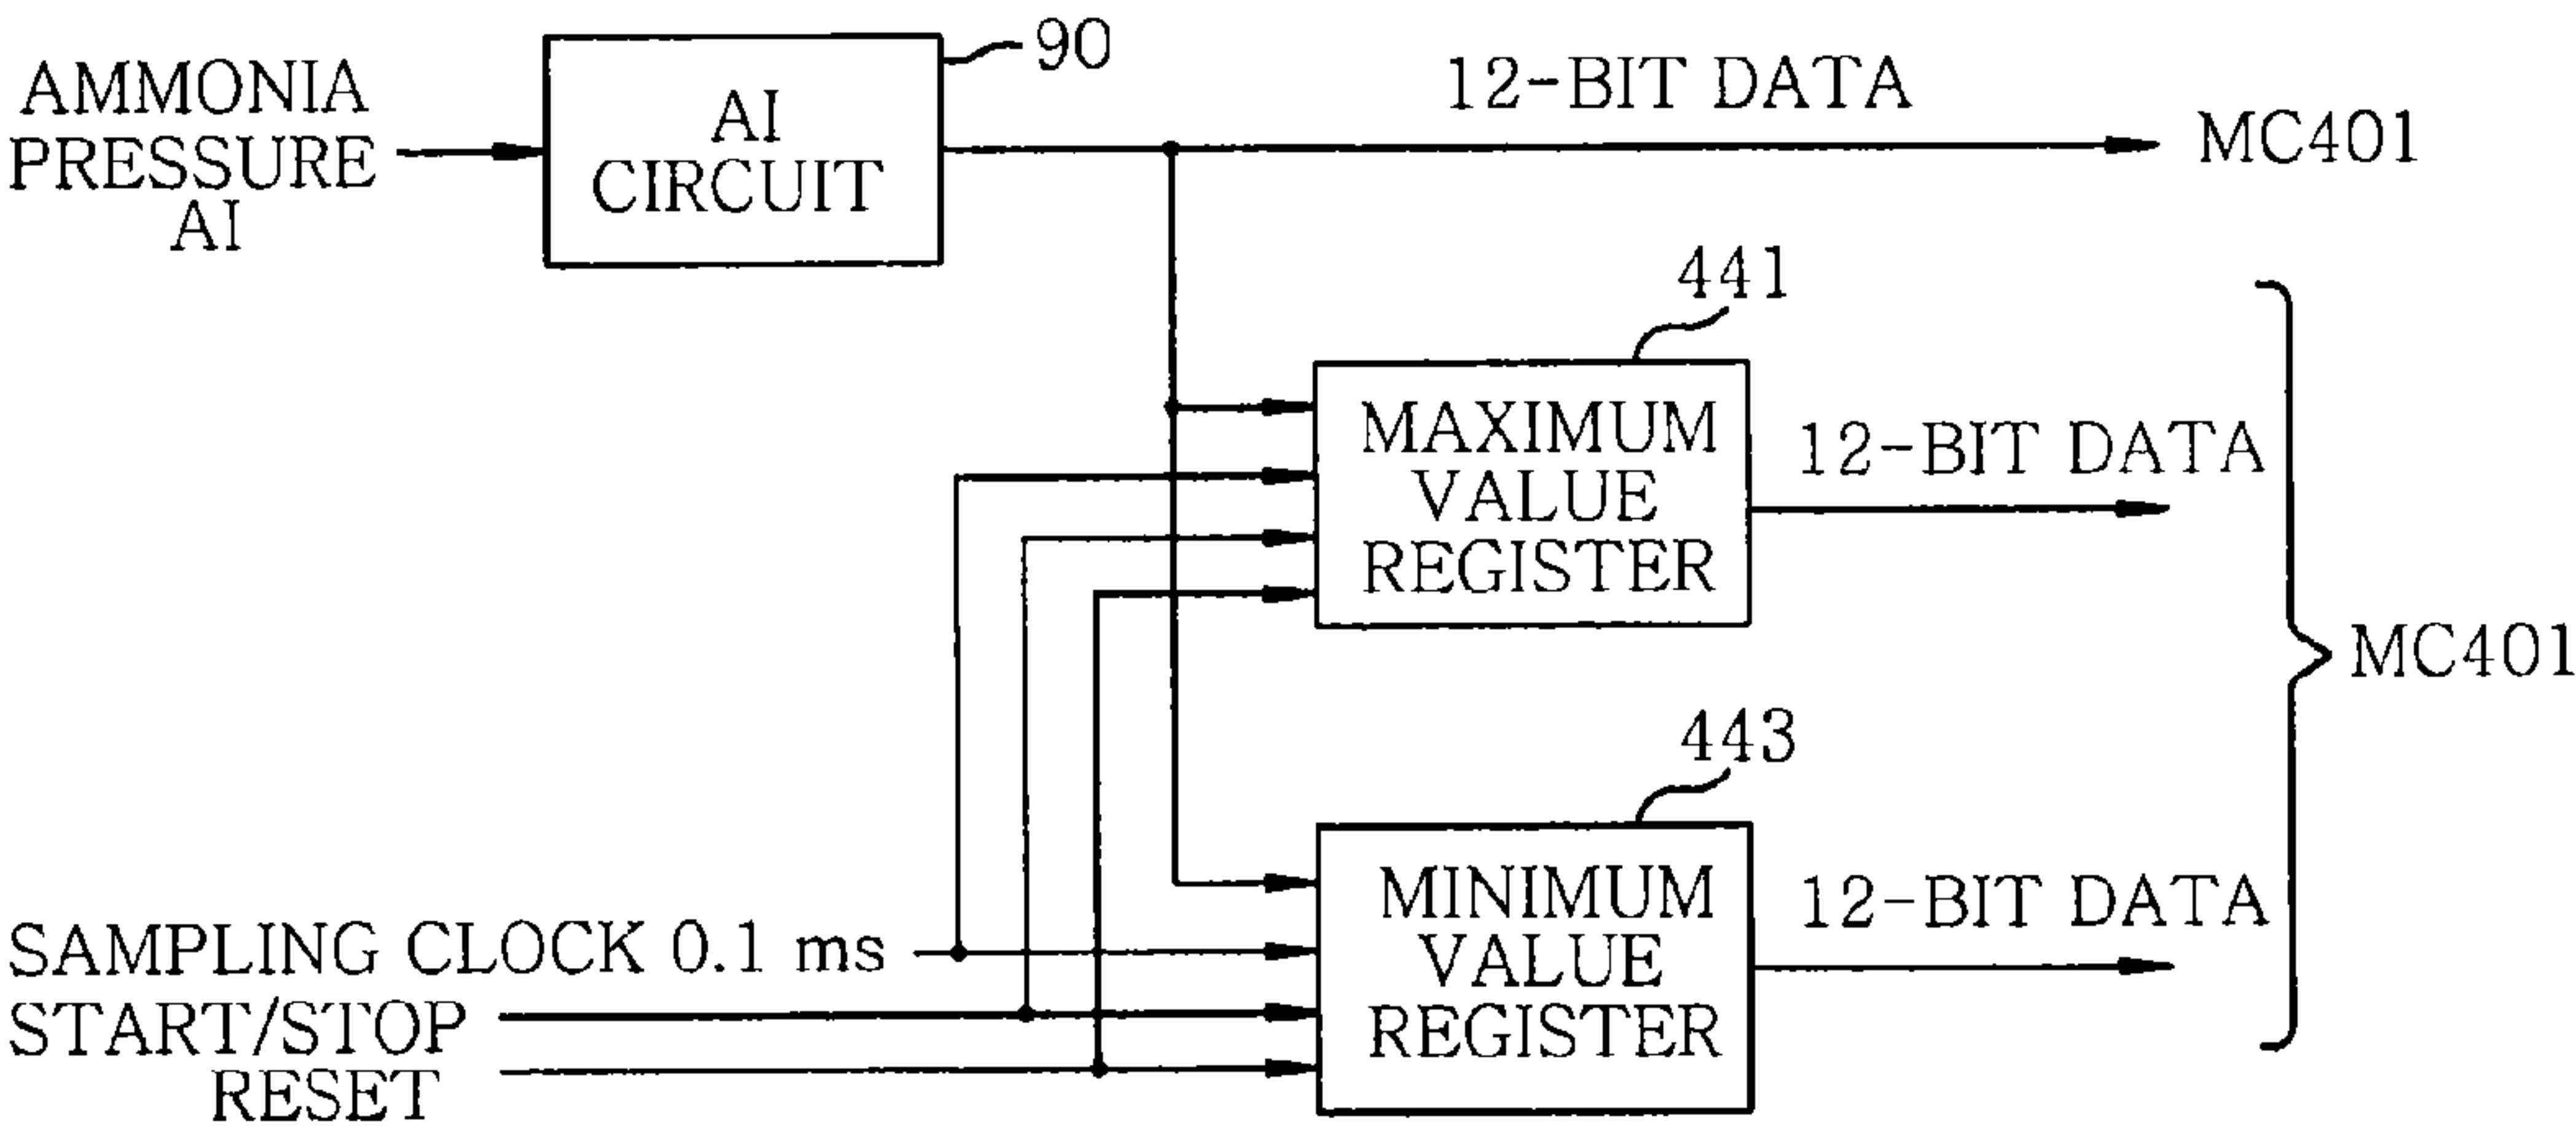 AMMONIA
PRESSURE
AI
AI
CIRCUIT
90
12-BIT DATA
MC401
441
MAXIMUM
VALUE
REGISTER
12-BIT DATA
MC401
443
MINIMUM
VALUE
REGISTER
12-BIT DATA
SAMPLING CLOCK 0.1 ms
START/STOP
RESET